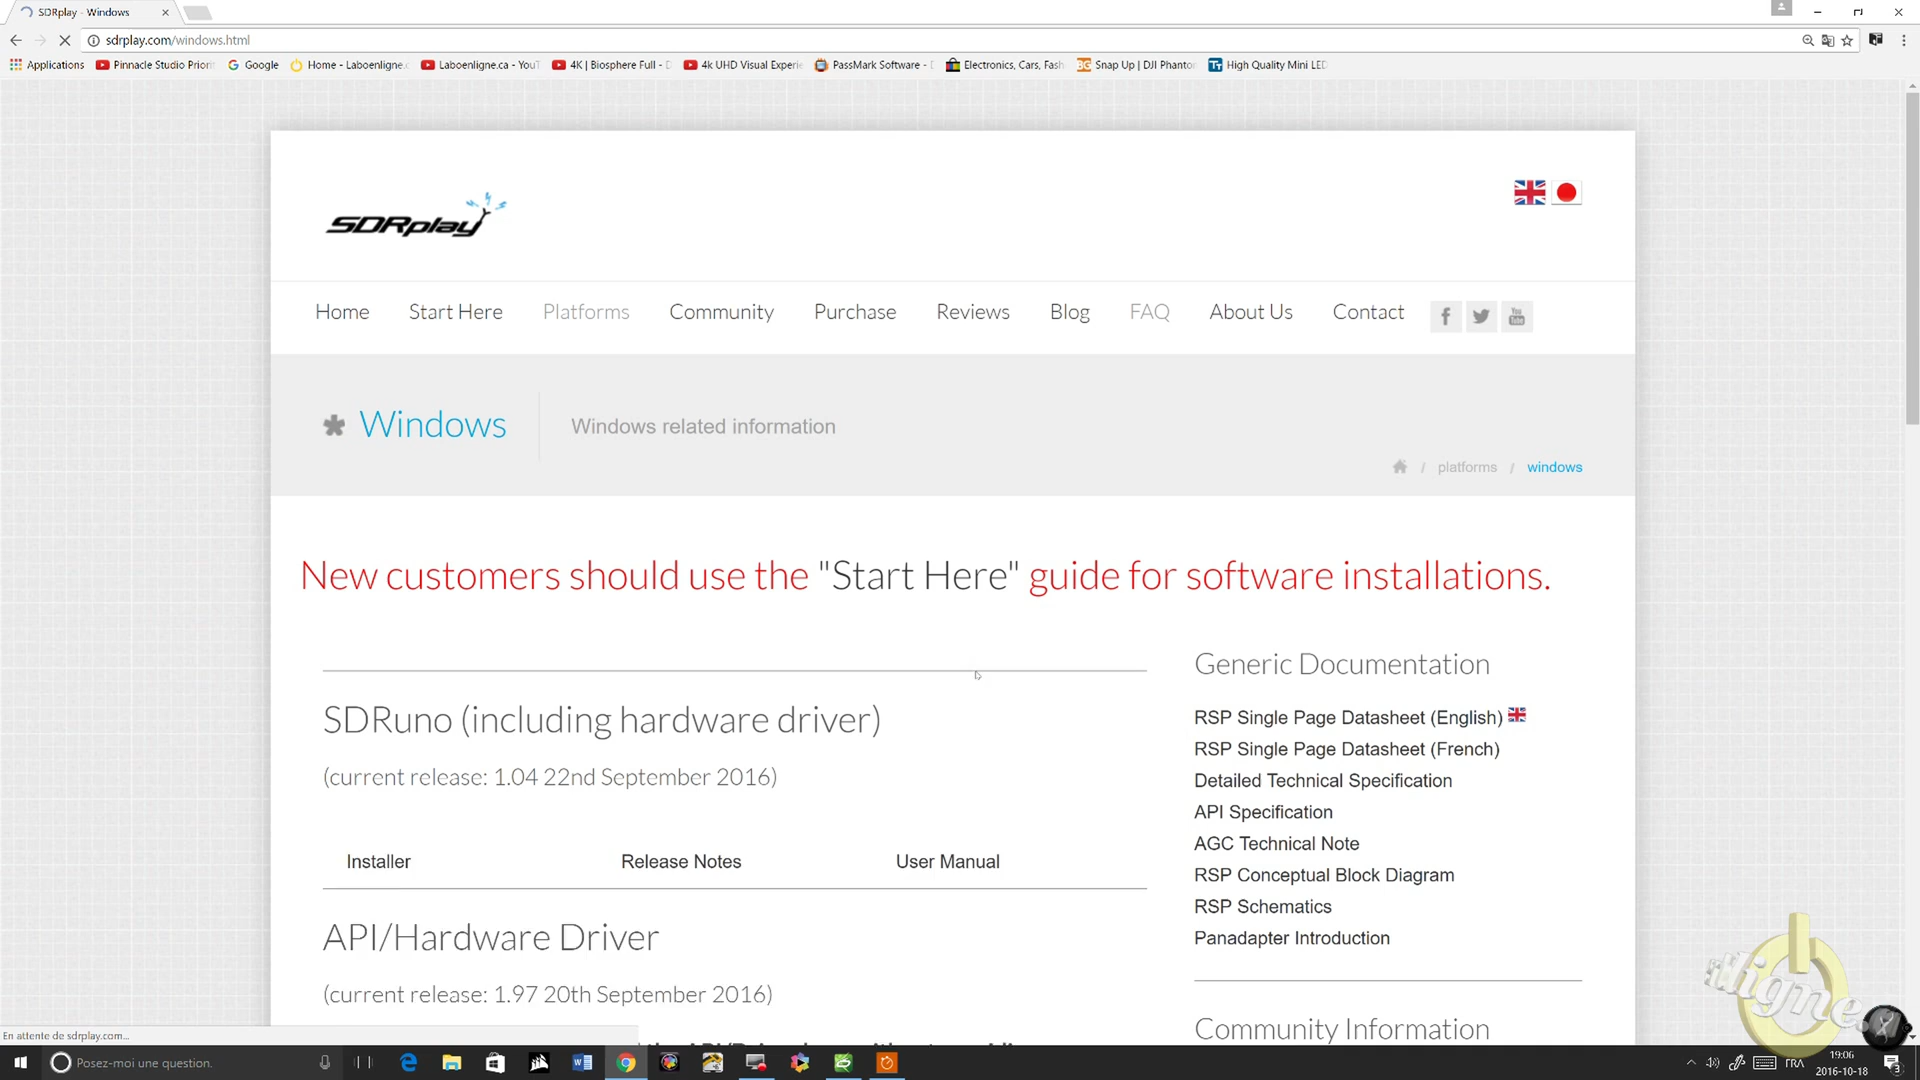 SDRplay - Windows
sdrplay.com/windows.html
Applications
Pinnacle Studio Priorit
Google
Home - Laboenligne.c
Laboenligne.ca - YouT
4K | Biosphere Full - D
4k UHD Visual Experie
PassMark Software - D
Electronics, Cars, Fash
Snap Up | DJI Phantom
High Quality Mini LED
SDRplay
Home Start Here Platforms Community Purchase Reviews Blog FAQ About Us Contact
Windows
Windows related information
/ platforms / windows
New customers should use the "Start Here" guide for software installations.
SDRuno (including hardware driver)
(current release: 1.04 22nd September 2016)
Installer Release Notes User Manual
API/Hardware Driver
(current release: 1.97 20th September 2016)
Generic Documentation
RSP Single Page Datasheet (English)
RSP Single Page Datasheet (French)
Detailed Technical Specification
API Specification
AGC Technical Note
RSP Conceptual Block Diagram
RSP Schematics
Panadapter Introduction
Community Information
En attente de sdrplay.com...
Posez-moi une question.
FRA
19:06
2016-10-18